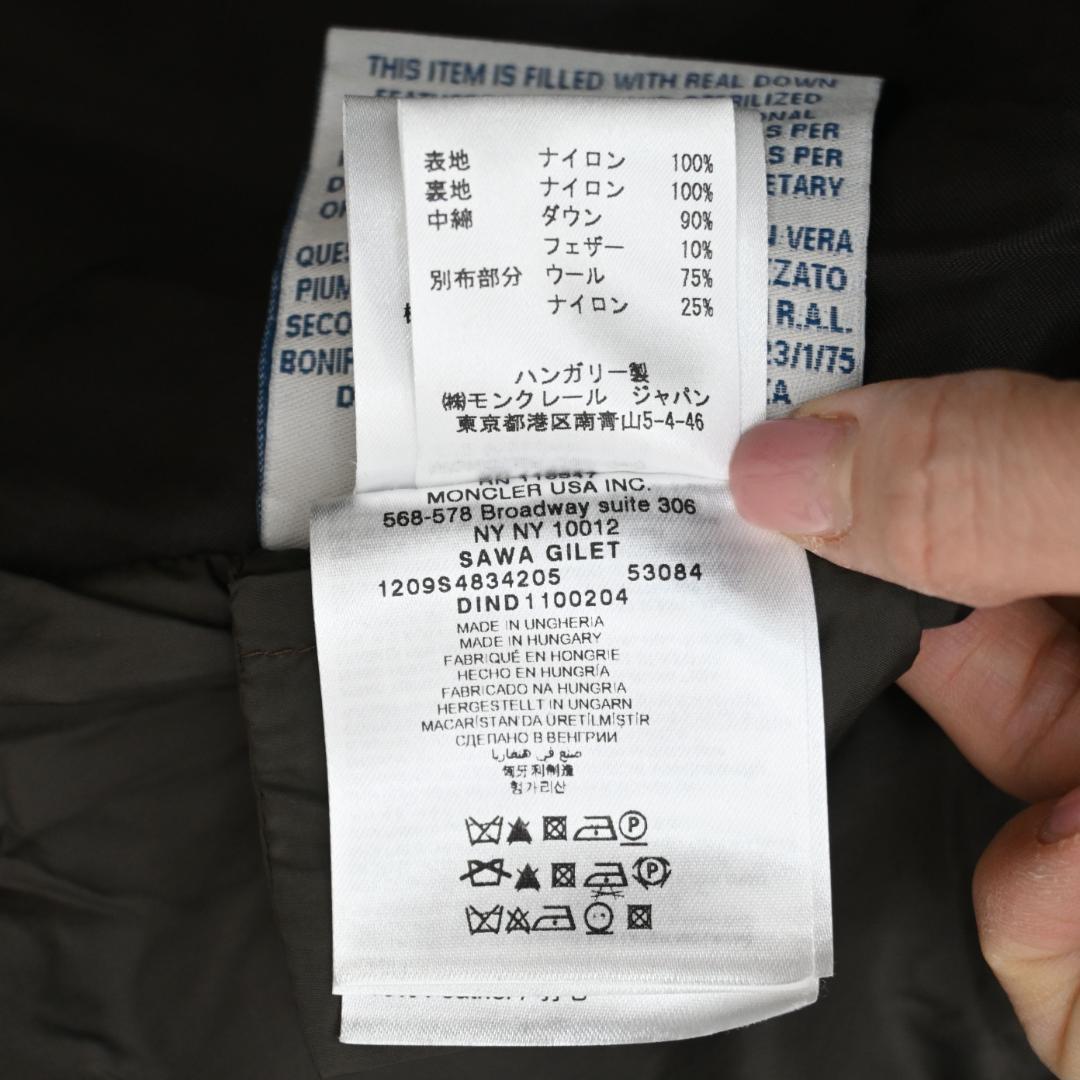 THIS ITEM IS FILLED WITH REAL DOWN
S PER
S PER
ETARY
VERA
R.A.L.
23/1/75
表地 ナイロン 100%
裏地 ナイロン 100%
中綿 ダウン 90%
フェザー 10%
別布部分 ウール 75%
ナイロン 25%
ハンガリー製
㈱モンクレール ジャパン
東京都港区南青山5-4-46
MONCLER USA INC.
568-578 Broadway suite 306
NY NY 10012
SAWA GILET
1209S4834205 53084
DIND1100204
MADE IN UNGHERIA
MADE IN HUNGARY
FABRIQUÉ EN HONGRIE
HECHO EN HUNGRÍA
FABRICADO NA HUNGRIA
HERGESTELLT IN UNGARN
MACARİSTAN'DA ÜRETİLMİŞTİR
СДЕЛАНО В ВЕНГРИИ
صنع في هنغاريا
匈牙利制造
헝가리산
P
P